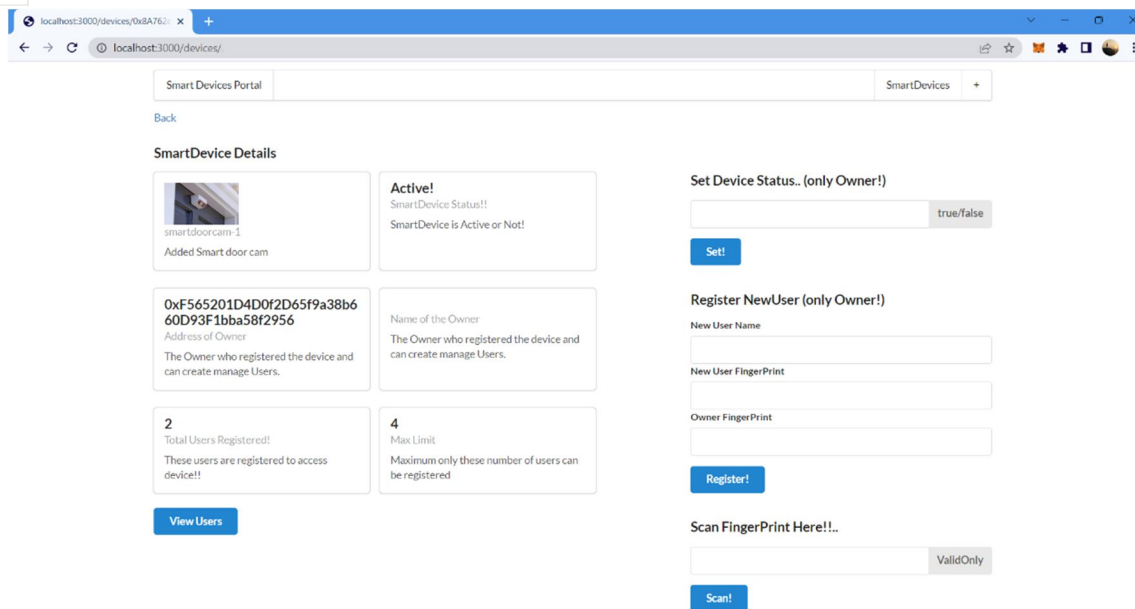 localhost:3000/devices/0x8A762
localhost:3000/devices/
Smart Devices Portal
SmartDevices
+
Back
SmartDevice Details
smartdoorcam-1
Added Smart door cam
Active!
SmartDevice Status!!
SmartDevice is Active or Not!
0xF565201D4D0f2D65f9a38b6
60D93F1bba58f2956
Address of Owner
The Owner who registered the device and
can create manage Users.
Name of the Owner
The Owner who registered the device and
can create manage Users.
2
Total Users Registered!
These users are registered to access
device!!
4
Max Limit
Maximum only these number of users can
be registered
View Users
Set Device Status.. (only Owner!)
true/false
Set!
Register NewUser (only Owner!)
New User Name
New User FingerPrint
Owner FingerPrint
Register!
Scan FingerPrint Here!!..
ValidOnly
Scan!